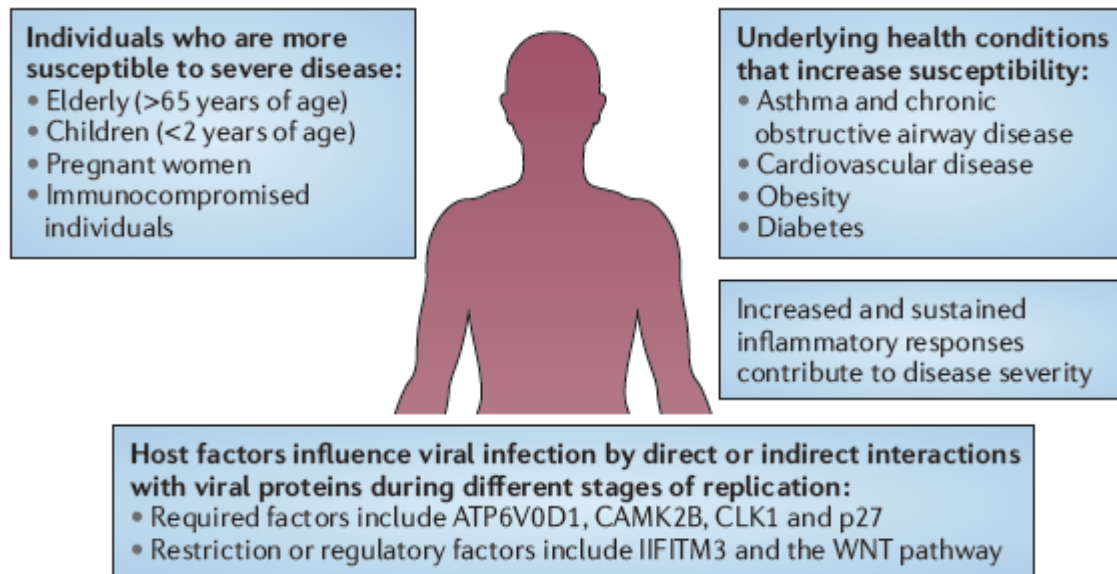 Individuals who are more
susceptible to severe disease:
• Elderly (>65 years of age)
• Children (<2 years of age)
• Pregnant women
• Immunocompromised
individuals
Underlying health conditions
that increase susceptibility:
• Asthma and chronic
obstructive airway disease
• Cardiovascular disease
• Obesity
• Diabetes
Increased and sustained
inflammatory responses
contribute to disease severity
Host factors influence viral infection by direct or indirect interactions
with viral proteins during different stages of replication:
• Required factors include ATP6V0D1, CAMK2B, CLK1 and p27
• Restriction or regulatory factors include IIFITM3 and the WNT pathway